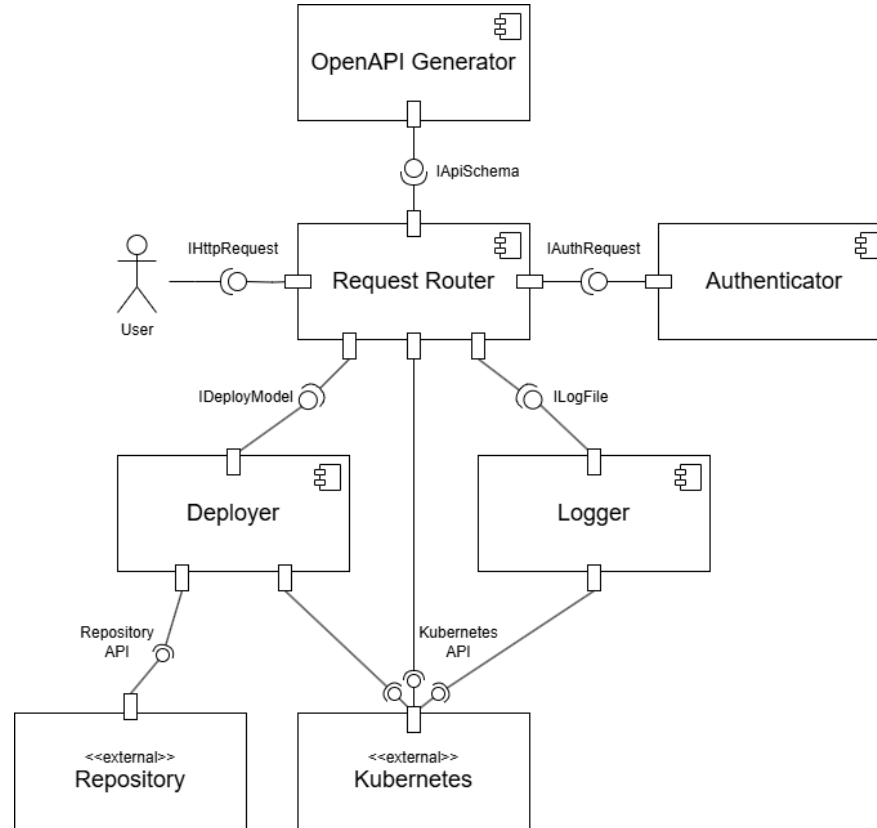 OpenAPI Generator
IApiSchema
IHttpRequest
IAuthRequest
Request Router
Authenticator
User
IDeployModel
ILogFile
Deployer
Logger
Repository
API
Kubernetes
API
<<external>>
Repository
<<external>>
Kubernetes